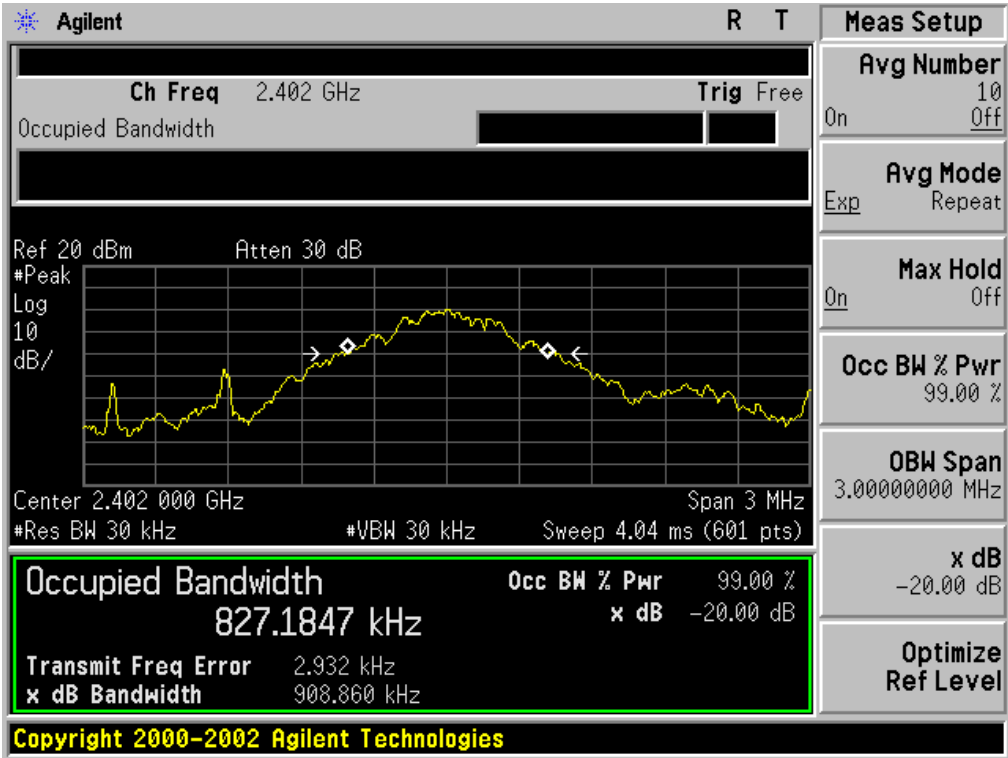 Agilent R T
Ch Freq 2.402 GHz Trig Free
Occupied Bandwidth
Ref 20 dBm Atten 30 dB
#Peak
Log
10
dB/
Center 2.402 000 GHz Span 3 MHz
#Res BW 30 kHz #VBW 30 kHz Sweep 4.04 ms (601 pts)
Occupied Bandwidth Occ BW % Pwr 99.00 %
827.1847 kHz x dB -20.00 dB
Transmit Freq Error 2.932 kHz
x dB Bandwidth 908.860 kHz
Copyright 2000-2002 Agilent Technologies
Meas Setup
Avg Number
10
On Off
Avg Mode
Exp Repeat
Max Hold
On Off
Occ BW % Pwr
99.00 %
OBW Span
3.00000000 MHz
x dB
-20.00 dB
Optimize
Ref Level